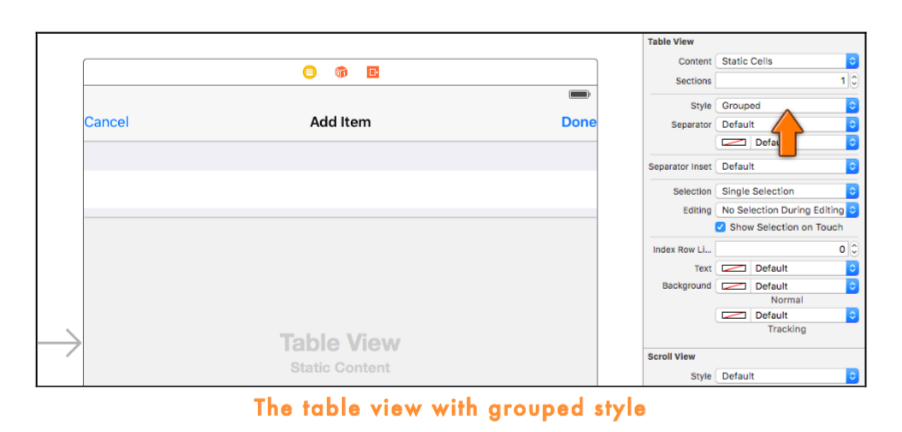 Table View
Content Static Cells
Sections 1
Cancel Add Item Done
Style Grouped
Separator Default
Separator Inset Default
Selection Single Selection
Editing No Selection During Editing
Show Selection on Touch
Index Row Li... 0
Text Default
Background Default
Normal
Default
Tracking
Table View
Static Content
Scroll View
Style Default
The table view with grouped style